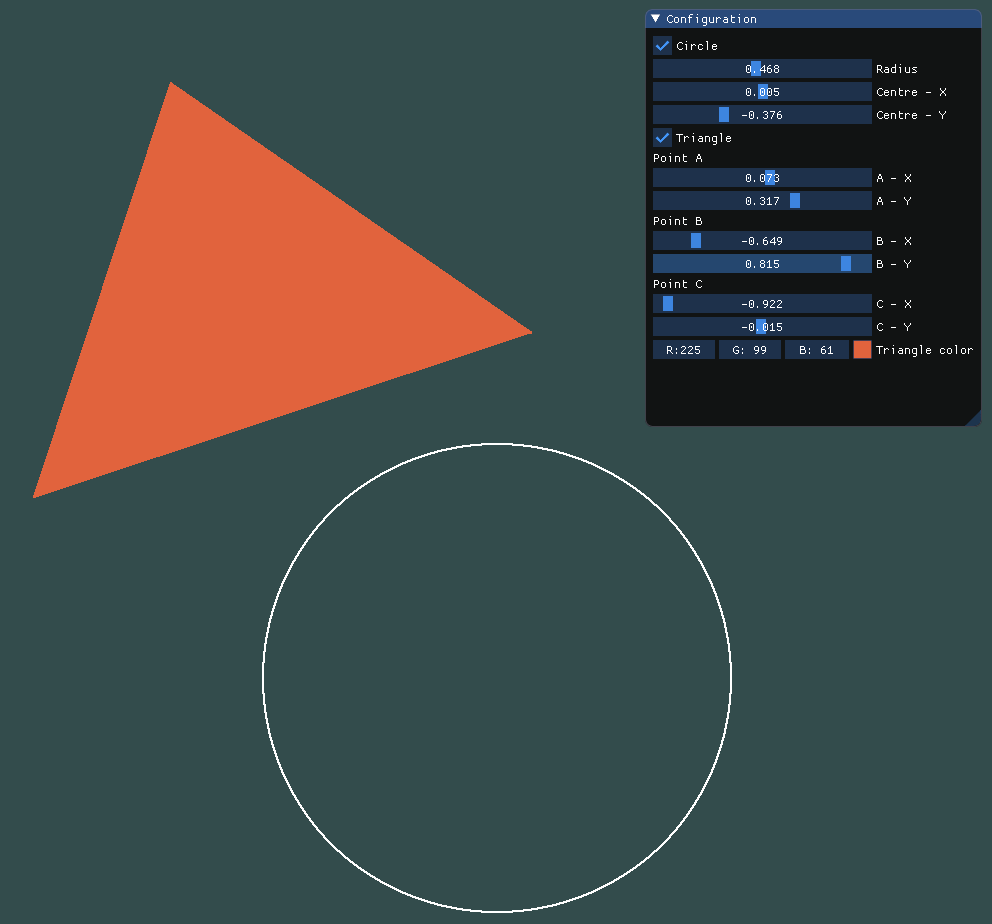 Configuration
Circle
0.468 Radius
0.005 Centre - X
-0.376 Centre - Y
Triangle
Point A
0.073 A - X
0.317 A - Y
Point B
-0.649 B - X
0.815 B - Y
Point C
-0.922 C - X
-0.015 C - Y
R:225 G: 99 B: 61 Triangle color